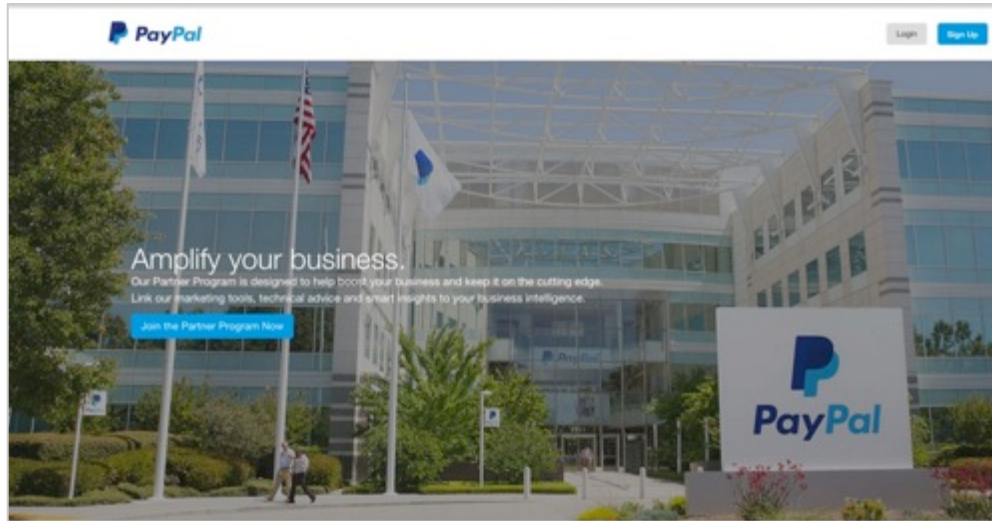 PayPal
Login
Sign Up
Amplify your business.
Our Partner Program is designed to help boost your business and keep it on the cutting edge.
Link our marketing tools, technical advice and smart insights to your business intelligence.
Join the Partner Program Now
PayPal
PayPal